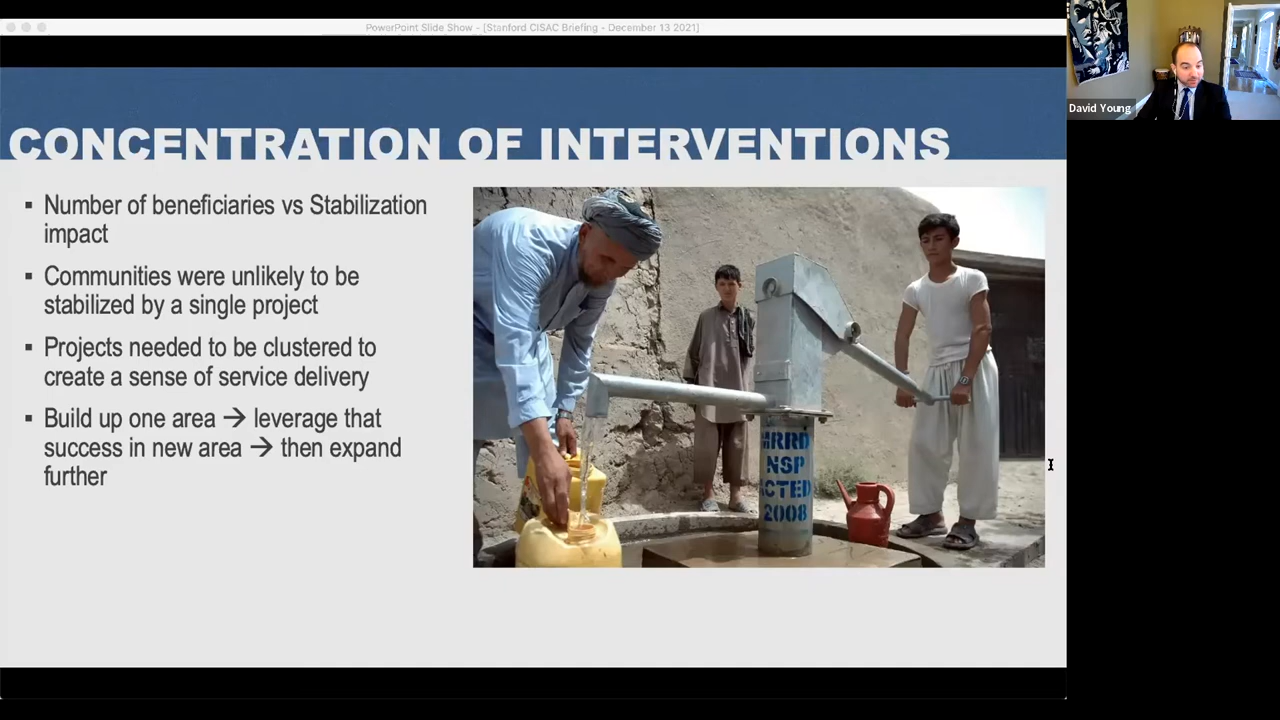 PowerPoint Slide Show - [Stanford CISAC Briefing - December 13 2021]
David Young
CONCENTRATION OF INTERVENTIONS
▪ Number of beneficiaries vs Stabilization
impact
▪ Communities were unlikely to be
stabilized by a single project
▪ Projects needed to be clustered to
create a sense of service delivery
▪ Build up one area → leverage that
success in new area → then expand
further
MRRD
NSP
ACTED
2008